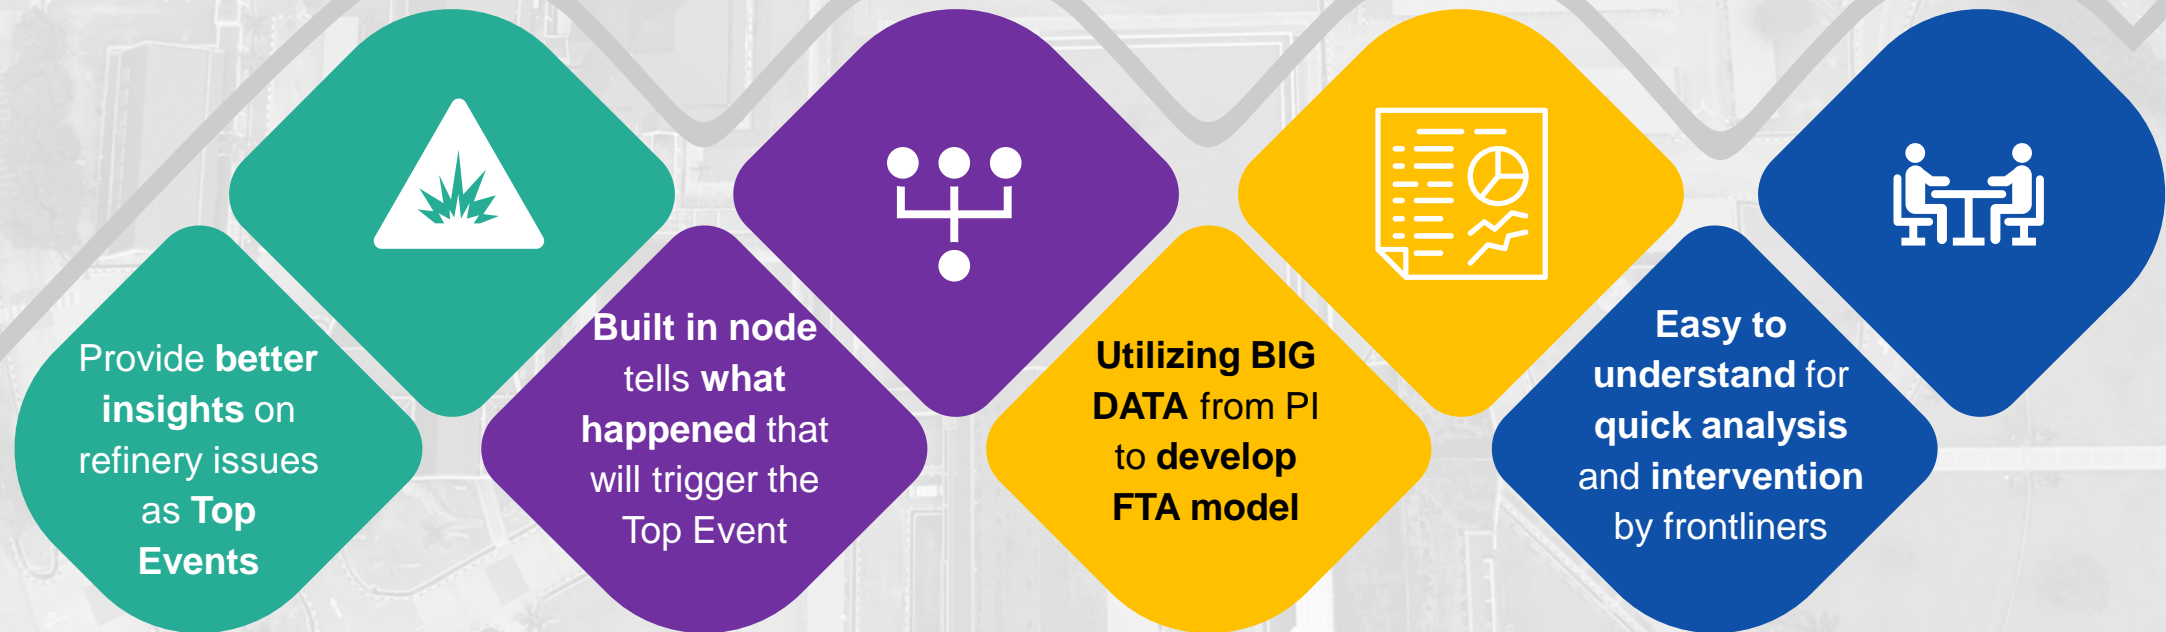 Provide better
insights on
refinery issues
as Top
Events
Built in node
tells what
happened that
will trigger the
Top Event
Utilizing BIG
DATA from PI
to develop
FTA model
Easy to
understand for
quick analysis
and intervention
by frontliners